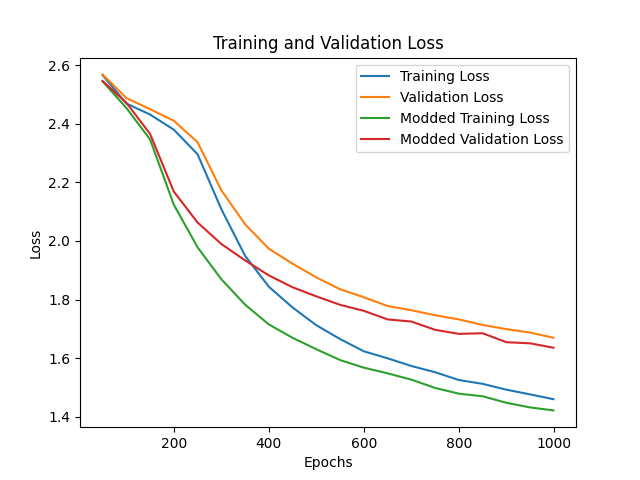 Training and Validation Loss
Training Loss
Validation Loss
Modded Training Loss
Modded Validation Loss
Loss
2.6
2.4
2.2
2.0
1.8
1.6
1.4
200
400
600
800
1000
Epochs